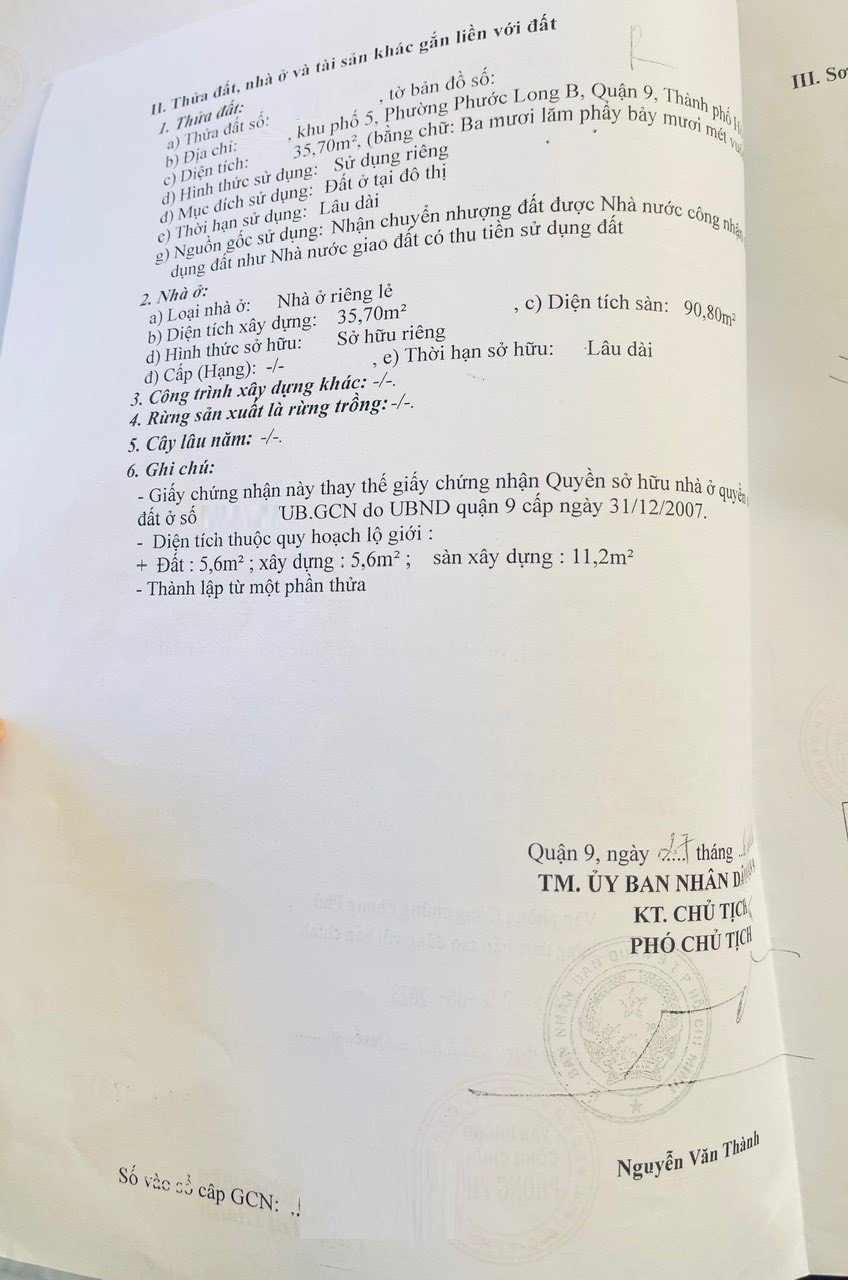 II. Thửa đất, nhà ở và tài sản khác gắn liền với đất
1. Thửa đất:
a) Thửa đất số: , tờ bản đồ số:
b) Địa chỉ: , khu phố 5, Phường Phước Long B, Quận 9, Thành phố
c) Diện tích: 35,70m², (bằng chữ: Ba mươi lăm phẩy bảy mươi mét
d) Hình thức sử dụng: Sử dụng riêng
đ) Mục đích sử dụng: Đất ở tại đô thị
e) Thời hạn sử dụng: Lâu dài
g) Nguồn gốc sử dụng: Nhận chuyển nhượng đất được Nhà nước công nhận
dụng đất như Nhà nước giao đất có thu tiền sử dụng đất
2. Nhà ở:
a) Loại nhà ở: Nhà ở riêng lẻ
b) Diện tích xây dựng: 35,70m² , c) Diện tích sàn: 90,80m²
d) Hình thức sở hữu: Sở hữu riêng
đ) Cấp (Hạng): -/- , e) Thời hạn sở hữu: Lâu dài
3. Công trình xây dựng khác: -/-.
4. Rừng sản xuất là rừng trồng: -/-.
5. Cây lâu năm: -/-.
6. Ghi chú:
- Giấy chứng nhận này thay thế giấy chứng nhận Quyền sở hữu nhà ở quyền
đất ở số UB.GCN do UBND quận 9 cấp ngày 31/12/2007.
- Diện tích thuộc quy hoạch lộ giới :
+ Đất : 5,6m² ; xây dựng : 5,6m² ; sàn xây dựng : 11,2m²
- Thành lập từ một phần thửa
III. Sơ
Quận 9, ngày 27 tháng
TM. ỦY BAN NHÂN
KT. CHỦ TỊCH
PHÓ CHỦ TỊCH
Nguyễn Văn Thành
Số vào sổ cấp GCN: